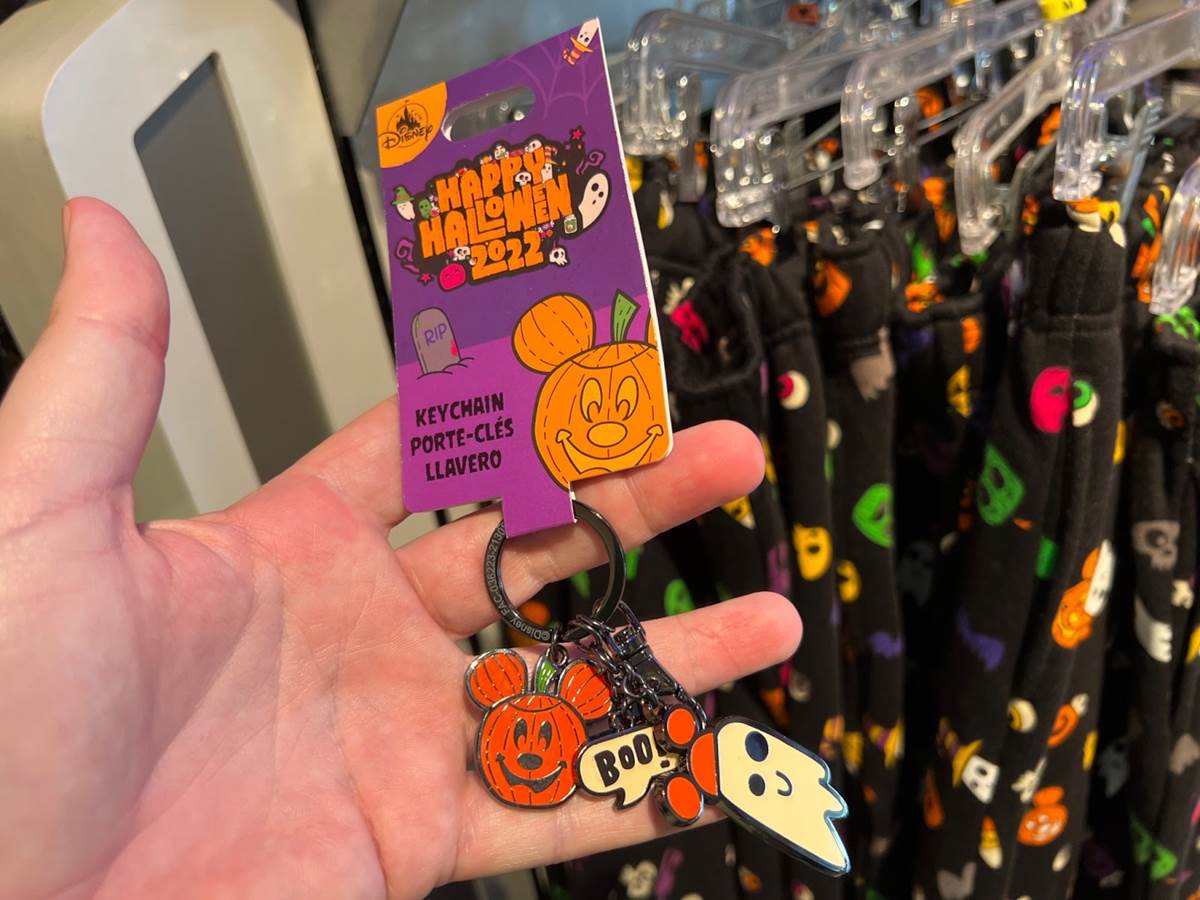 Disney
HAPPY
HALLOWEEN
2022
RIP
KEYCHAIN
PORTE-CLÉS
LLAVERO
BOO!
M